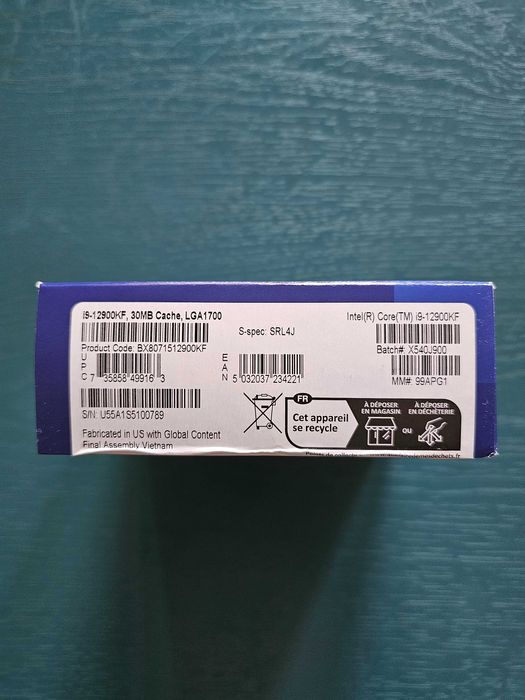 i9-12900KF, 30MB Cache, LGA1700
Intel(R) Core(TM) i9-12900KF
S-spec: SRL4J
Product Code: BX8071512900KF
Batch# X540J900
UPC
7 35858 49916 3
EAN
5 032037 234221
MM# 99APG1
S/N: U55A1S5100789
FR
Cet appareil
se recycle
À DÉPOSER
EN MAGASIN
OU
À DÉPOSER
EN DÉCHÈTERIE
Fabricated in US with Global Content
Final Assembly Vietnam